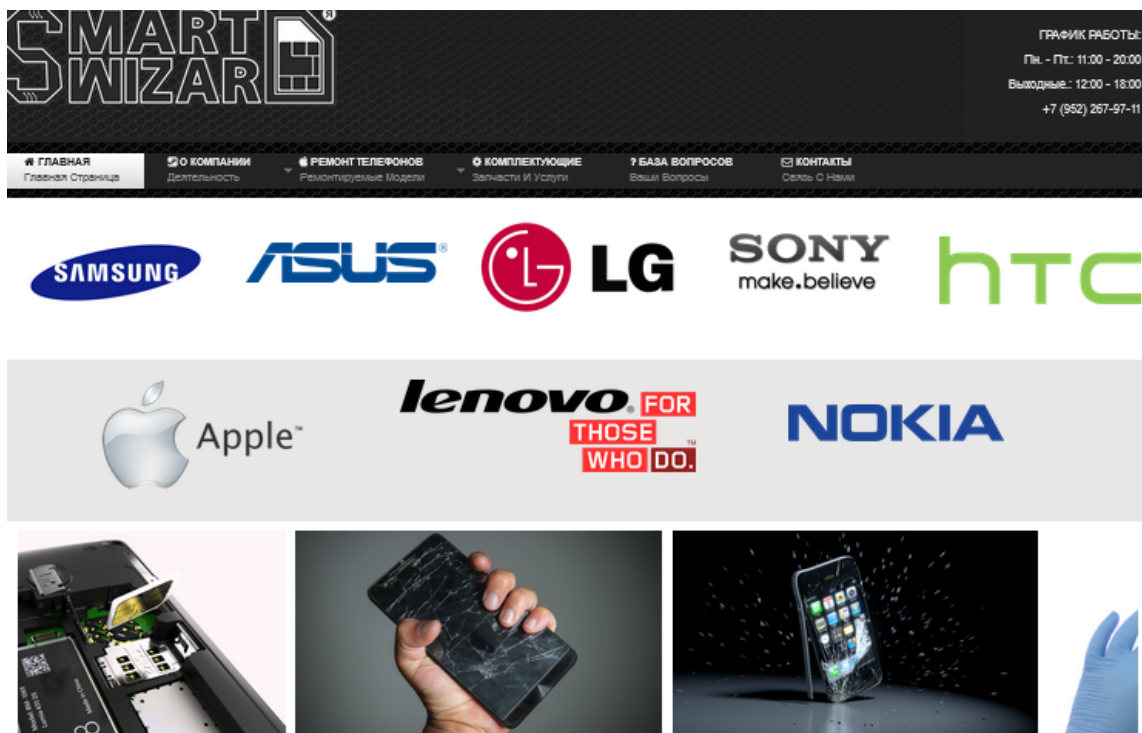 SMART
WIZAR
ГРАФИК РАБОТЫ:
Пн. - Пт.: 11:00 - 20:00
Выходные.: 12:00 - 18:00
+7 (952) 267-97-11
ГЛАВНАЯ
Главная Страница
О КОМПАНИИ
Деятельность
РЕМОНТ ТЕЛЕФОНОВ
Ремонтируемые Модели
КОМПЛЕКТУЮЩИЕ
Запчасти И Услуги
? БАЗА ВОПРОСОВ
Ваши Вопросы
КОНТАКТЫ
Связь С Нами
SAMSUNG
ASUS®
LG
SONY
make.believe
hTC
Apple™
lenovo® FOR
THOSE
WHO DO.™
NOKIA